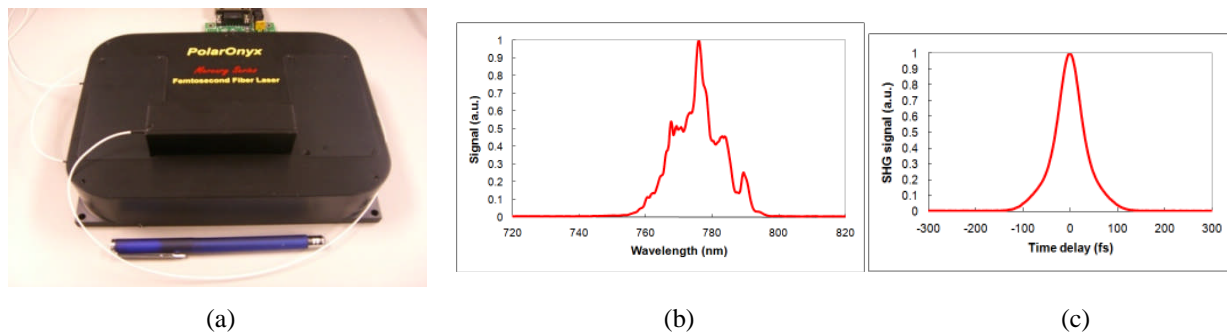 PolarOnyx
Mercury Series
Femtosecond Fiber Laser
(a)
1
0.9
0.8
0.7
0.6
0.5
0.4
0.3
0.2
0.1
0
Signal (a.u.)
720 740 760 780 800 820
Wavelength (nm)
(b)
1
0.9
0.8
0.7
0.6
0.5
0.4
0.3
0.2
0.1
0
SHG signal (a.u.)
-300 -200 -100 0 100 200 300
Time delay (fs)
(c)